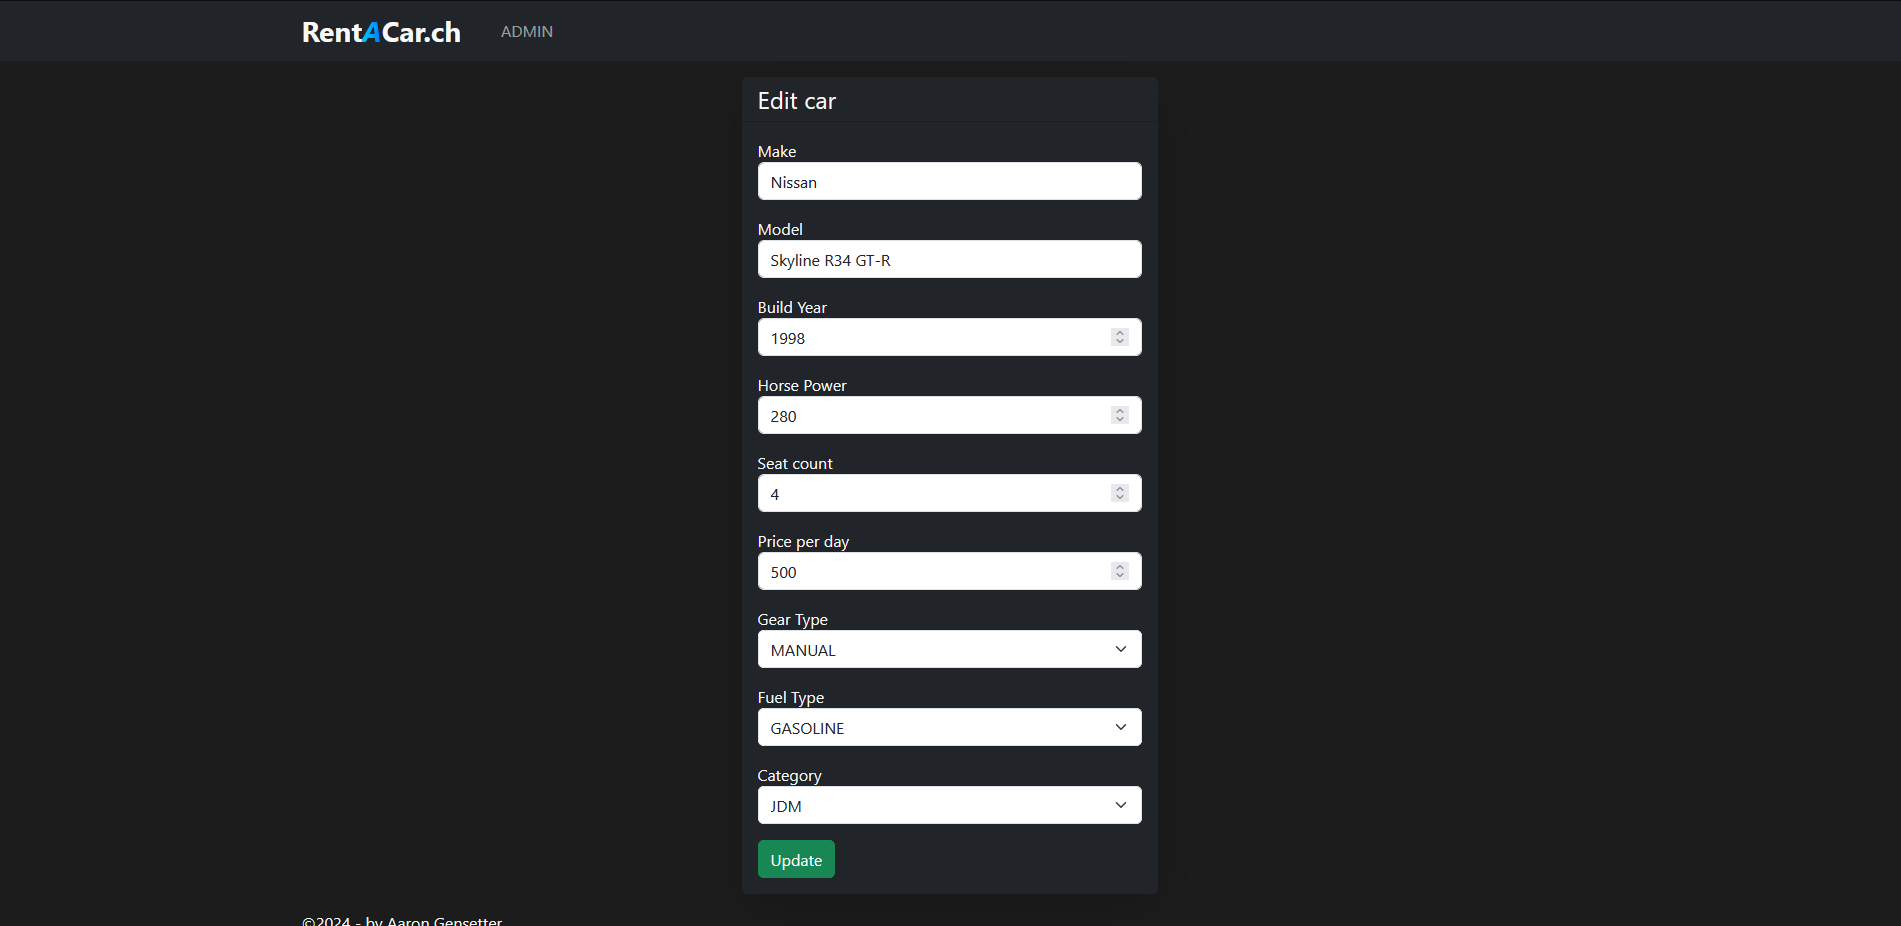 RentACar.ch ADMIN
Edit car
Make
Nissan
Model
Skyline R34 GT-R
Build Year
1998
Horse Power
280
Seat count
4
Price per day
500
Gear Type
MANUAL
Fuel Type
GASOLINE
Category
JDM
Update
©2024 - by Aaron Gensetter